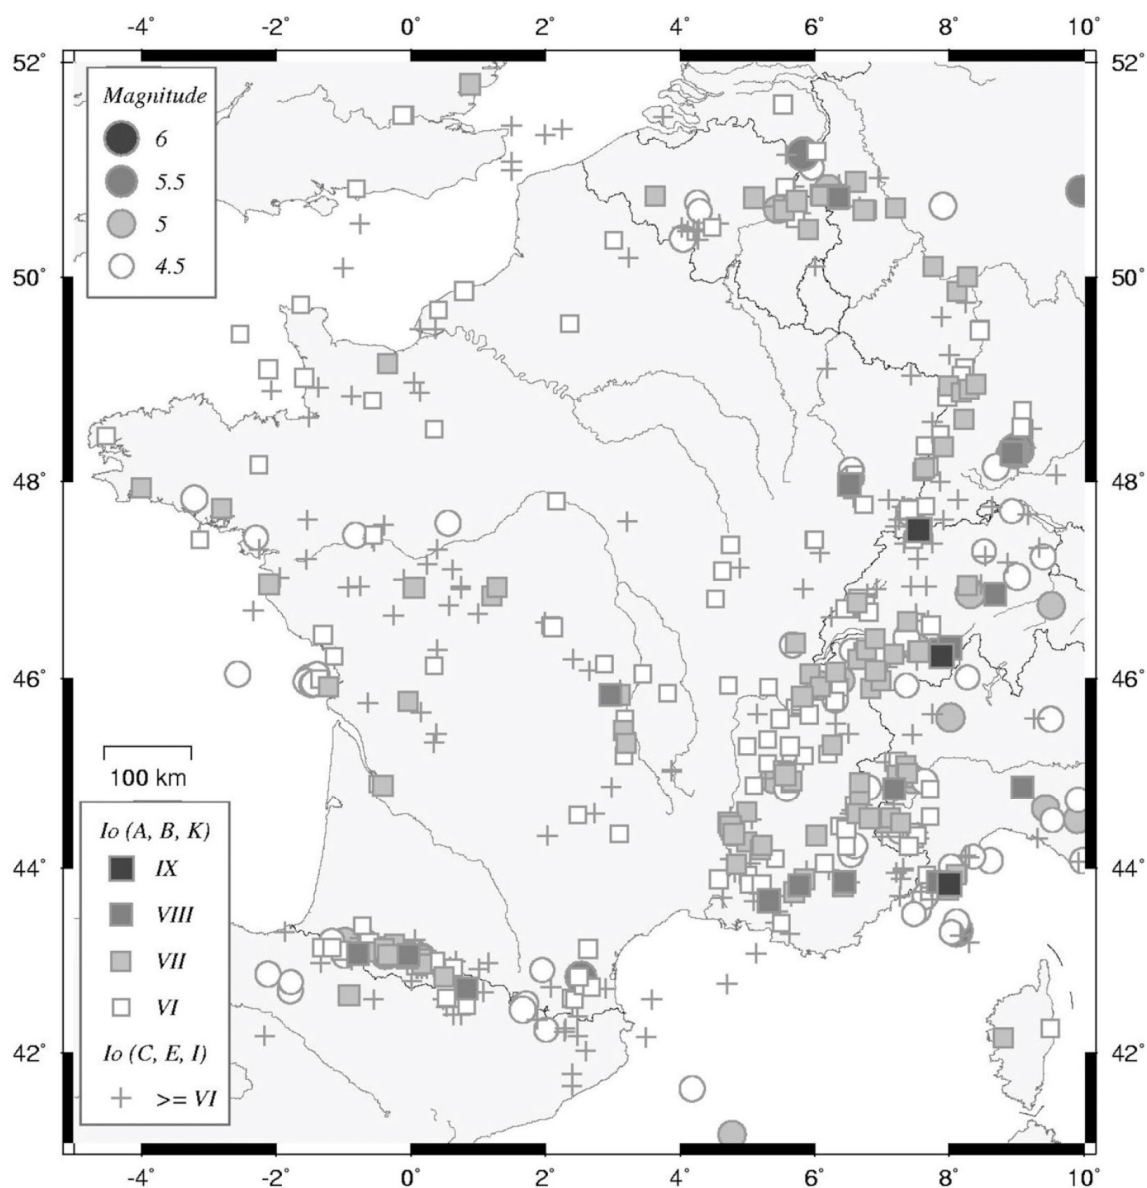 -4° -2° 0° 2° 4° 6° 8° 10°
52° 52°
Magnitude
6
5.5
5
4.5
50° 50°
48° 48°
46° 46°
100 km
Io (A, B, K)
IX
VIII
VII
VI
Io (C, E, I)
>= VI
44° 44°
42° 42°
-4° -2° 0° 2° 4° 6° 8° 10°